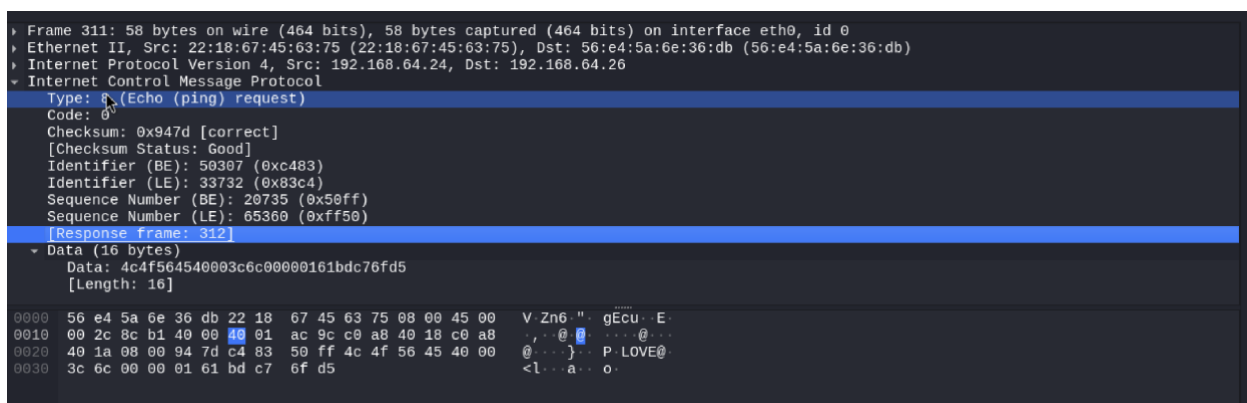 Frame 311: 58 bytes on wire (464 bits), 58 bytes captured (464 bits) on interface eth0, id 0
Ethernet II, Src: 22:18:67:45:63:75 (22:18:67:45:63:75), Dst: 56:e4:5a:6e:36:db (56:e4:5a:6e:36:db)
Internet Protocol Version 4, Src: 192.168.64.24, Dst: 192.168.64.26
Internet Control Message Protocol
Type: 8 (Echo (ping) request)
Code: 0
Checksum: 0x947d [correct]
[Checksum Status: Good]
Identifier (BE): 50307 (0xc483)
Identifier (LE): 33732 (0x83c4)
Sequence Number (BE): 20735 (0x50ff)
Sequence Number (LE): 65360 (0xff50)
[Response frame: 312]
Data (16 bytes)
Data: 4c4f564540003c6c00000161bdc76fd5
[Length: 16]
0000 56 e4 5a 6e 36 db 22 18 67 45 63 75 08 00 45 00 V·Zn6·"· gEcu··E·
0010 00 2c 8c b1 40 00 40 01 ac 9c c0 a8 40 18 c0 a8 ·,··@·@· ····@···
0020 40 1a 08 00 94 7d c4 83 50 ff 4c 4f 56 45 40 00 @····}·· P·LOVE@·
0030 3c 6c 00 00 01 61 bd c7 6f d5 <l···a·· o·